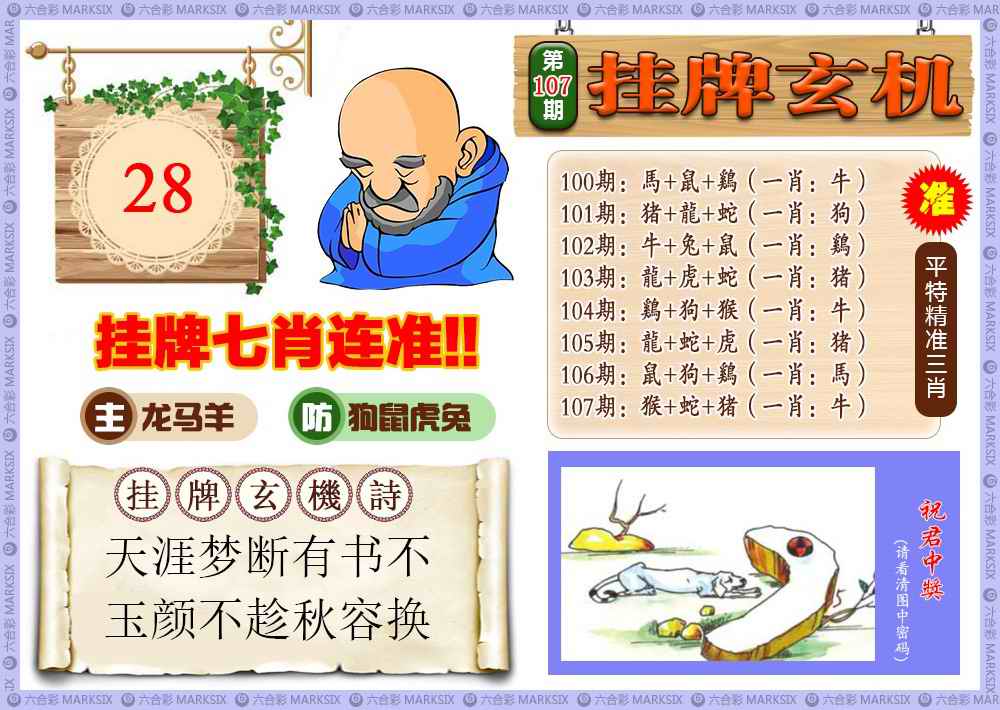 六合彩 MARKSIX
第
107
期
挂牌玄机
28
挂牌七肖连准!!
主 龙马羊
防 狗鼠虎兔
挂牌玄機詩
天涯梦断有书不
玉颜不趁秋容换
100期：馬+鼠+鷄（一肖：牛）
101期：猪+龍+蛇（一肖：狗）
102期：牛+兔+鼠（一肖：鷄）
103期：龍+虎+蛇（一肖：猪）
104期：鷄+狗+猴（一肖：牛）
105期：龍+蛇+虎（一肖：猪）
106期：鼠+狗+鷄（一肖：馬）
107期：猴+蛇+猪（一肖：牛）
准
平特精准三肖
祝君中獎
（请看清图中密码）